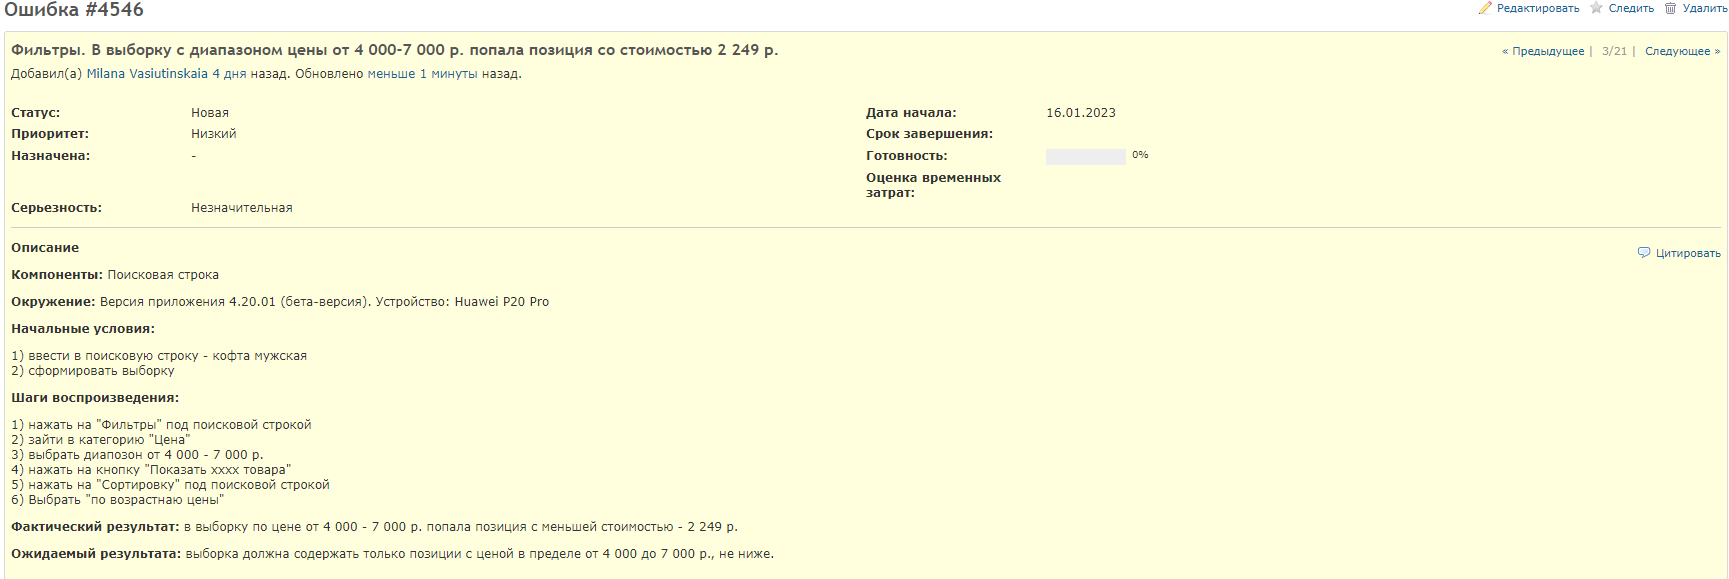 Ошибка #4546
Редактировать Следить Удалить
Фильтры. В выборку с диапазоном цены от 4 000-7 000 р. попала позиция со стоимостью 2 249 р.
« Предыдущее | 3/21 | Следующее »
Добавил(а) Milana Vasiutinskaia 4 дня назад. Обновлено меньше 1 минуты назад.
Статус: Новая Дата начала: 16.01.2023
Приоритет: Низкий Срок завершения:
Назначена: - Готовность: 0%
Оценка временных
затрат:
Серьезность: Незначительная
Описание
Цитировать
Компоненты: Поисковая строка
Окружение: Версия приложения 4.20.01 (бета-версия). Устройство: Huawei P20 Pro
Начальные условия:
1) ввести в поисковую строку - кофта мужская
2) сформировать выборку
Шаги воспроизведения:
1) нажать на "Фильтры" под поисковой строкой
2) зайти в категорию "Цена"
3) выбрать диапозон от 4 000 - 7 000 р.
4) нажать на кнопку "Показать хххх товара"
5) нажать на "Сортировку" под поисковой строкой
6) Выбрать "по возрастнаю цены"
Фактический результат: в выборку по цене от 4 000 - 7 000 р. попала позиция с меньшей стоимостью - 2 249 р.
Ожидаемый результата: выборка должна содержать только позиции с ценой в пределе от 4 000 до 7 000 р., не ниже.